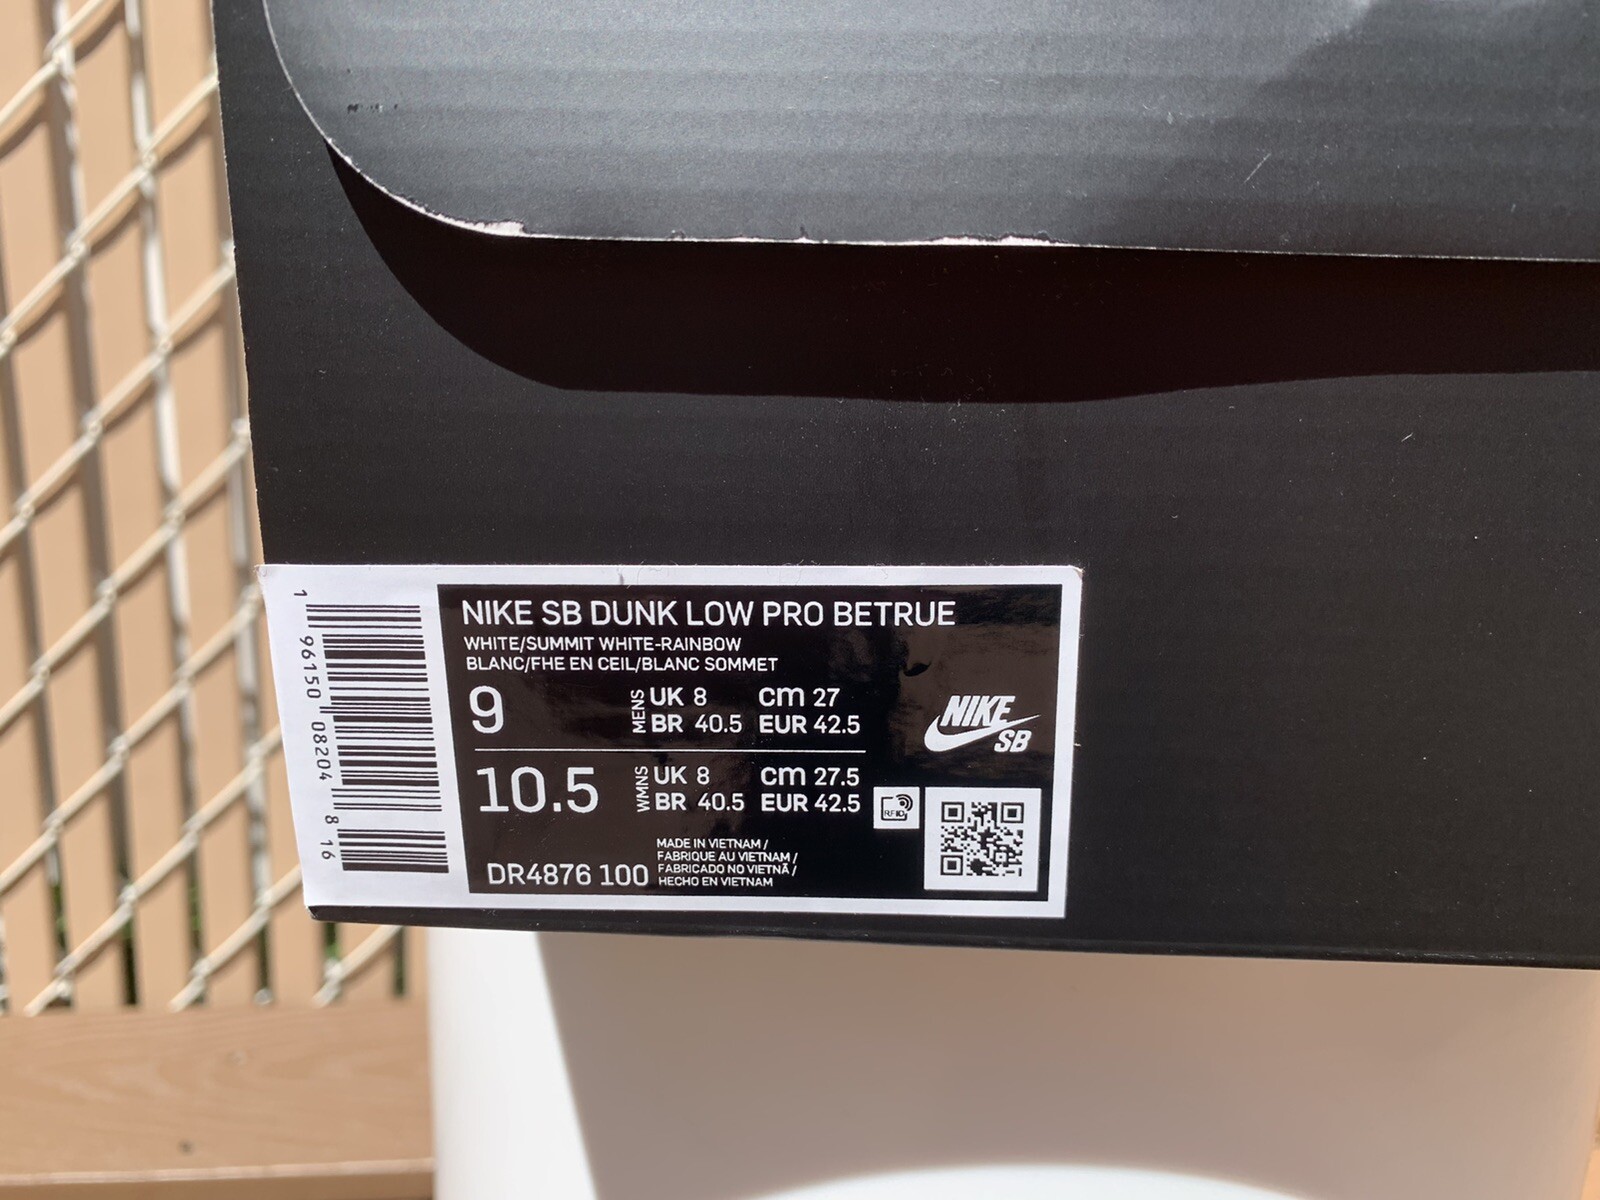 NIKE SB DUNK LOW PRO BETRUE
WHITE/SUMMIT WHITE-RAINBOW
BLANC/FHE EN CEIL/BLANC SOMMET
9 MENS UK 8 CM 27
BR 40.5 EUR 42.5
10.5 WMNS UK 8 CM 27.5
BR 40.5 EUR 42.5
DR4876 100
MADE IN VIETNAM /
FABRIQUE AU VIETNAM /
FABRICADO NO VIETNÃ /
HECHO EN VIETNAM
NIKE
SB
RFID
1 96150 08204 8 16